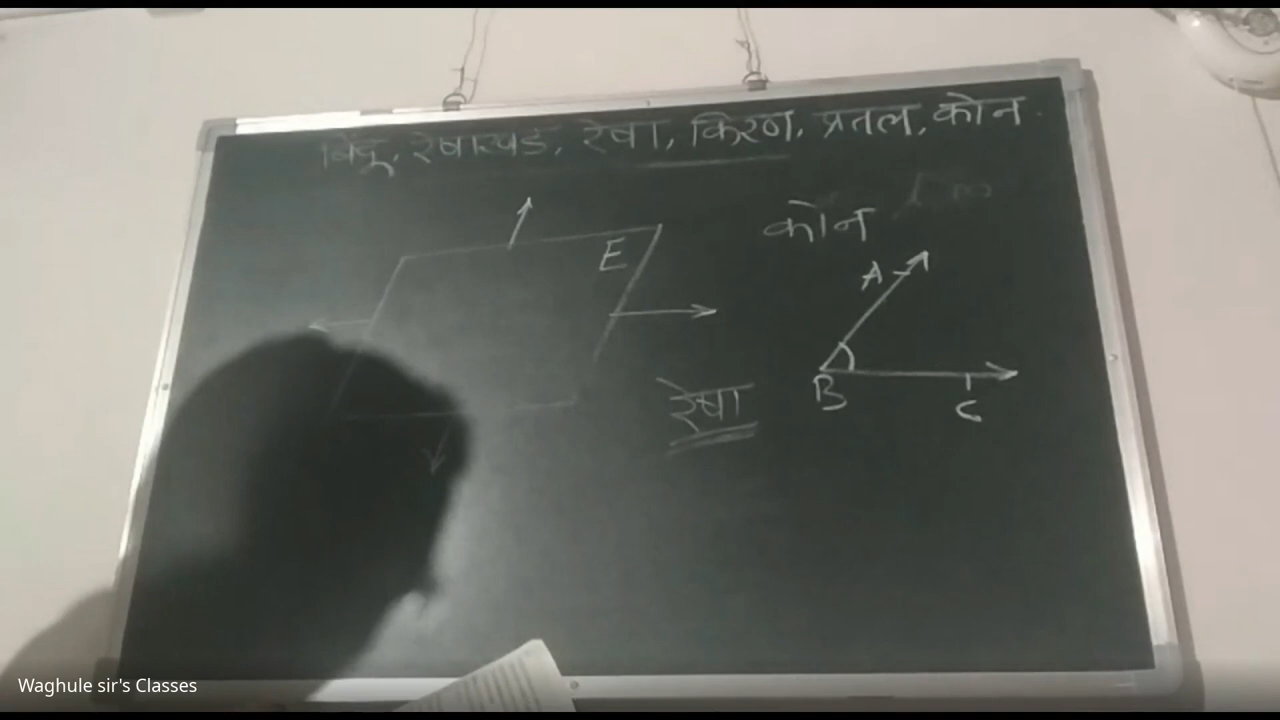 बिंदू, रेषाखंड, रेषा, किरण, प्रतल, कोन
कोन
E
A
रेषा
B
C
Waghule sir's Classes